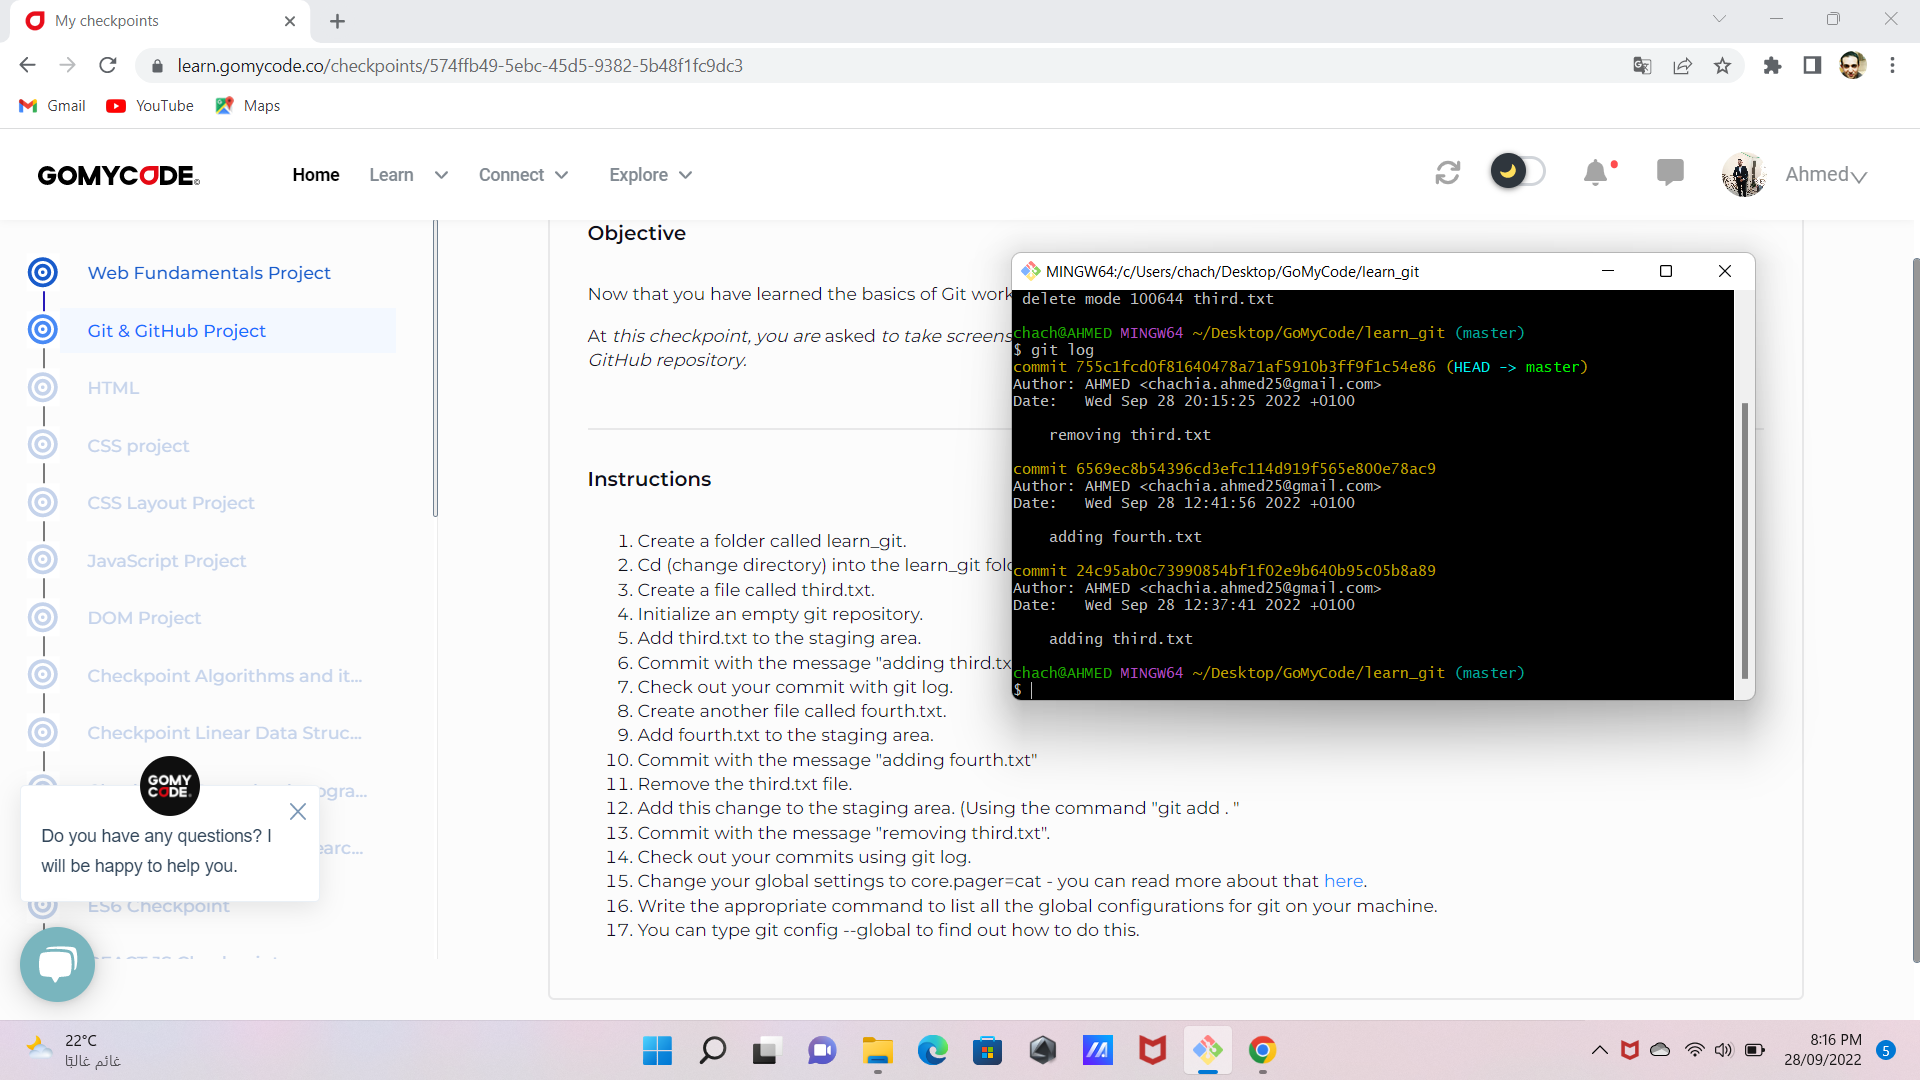 My checkpoints
learn.gomycode.co/checkpoints/574ffb49-5ebc-45d5-9382-5b48f1fc9dc3
Gmail YouTube Maps
GOMYCODE Home Learn Connect Explore Ahmed
Web Fundamentals Project
Git & GitHub Project
HTML
CSS project
CSS Layout Project
JavaScript Project
DOM Project
Checkpoint Algorithms and it...
Checkpoint Linear Data Struc...
ES6 Checkpoint
GOMY
CODE
Do you have any questions? I
will be happy to help you.
Objective
Now that you have learned the basics of Git work
At this checkpoint, you are asked to take screens
GitHub repository.
Instructions
1. Create a folder called learn_git.
2. Cd (change directory) into the learn_git fol
3. Create a file called third.txt.
4. Initialize an empty git repository.
5. Add third.txt to the staging area.
6. Commit with the message "adding third.tx
7. Check out your commit with git log.
8. Create another file called fourth.txt.
9. Add fourth.txt to the staging area.
10. Commit with the message "adding fourth.txt"
11. Remove the third.txt file.
12. Add this change to the staging area. (Using the command "git add . "
13. Commit with the message "removing third.txt".
14. Check out your commits using git log.
15. Change your global settings to core.pager=cat - you can read more about that here.
16. Write the appropriate command to list all the global configurations for git on your machine.
17. You can type git config --global to find out how to do this.
MINGW64:/c/Users/chach/Desktop/GoMyCode/learn_git
delete mode 100644 third.txt
chach@AHMED MINGW64 ~/Desktop/GoMyCode/learn_git (master)
$ git log
commit 755c1fcd0f81640478a71af5910b3ff9f1c54e86 (HEAD -> master)
Author: AHMED <chachia.ahmed25@gmail.com>
Date: Wed Sep 28 20:15:25 2022 +0100
removing third.txt
commit 6569ec8b54396cd3efc114d919f565e800e78ac9
Author: AHMED <chachia.ahmed25@gmail.com>
Date: Wed Sep 28 12:41:56 2022 +0100
adding fourth.txt
commit 24c95ab0c73990854bf1f02e9b640b95c05b8a89
Author: AHMED <chachia.ahmed25@gmail.com>
Date: Wed Sep 28 12:37:41 2022 +0100
adding third.txt
chach@AHMED MINGW64 ~/Desktop/GoMyCode/learn_git (master)
$
22°C
غائم غالبًا
8:16 PM
28/09/2022
5